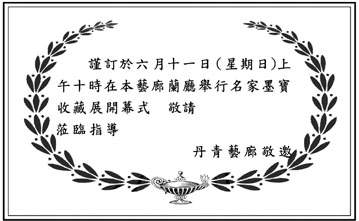 謹訂於六月十一日(星期日)上
午十時在本藝廊蘭廳舉行名家墨寶
收藏展開幕式　敬請
蒞臨指導
丹青藝廊敬邀